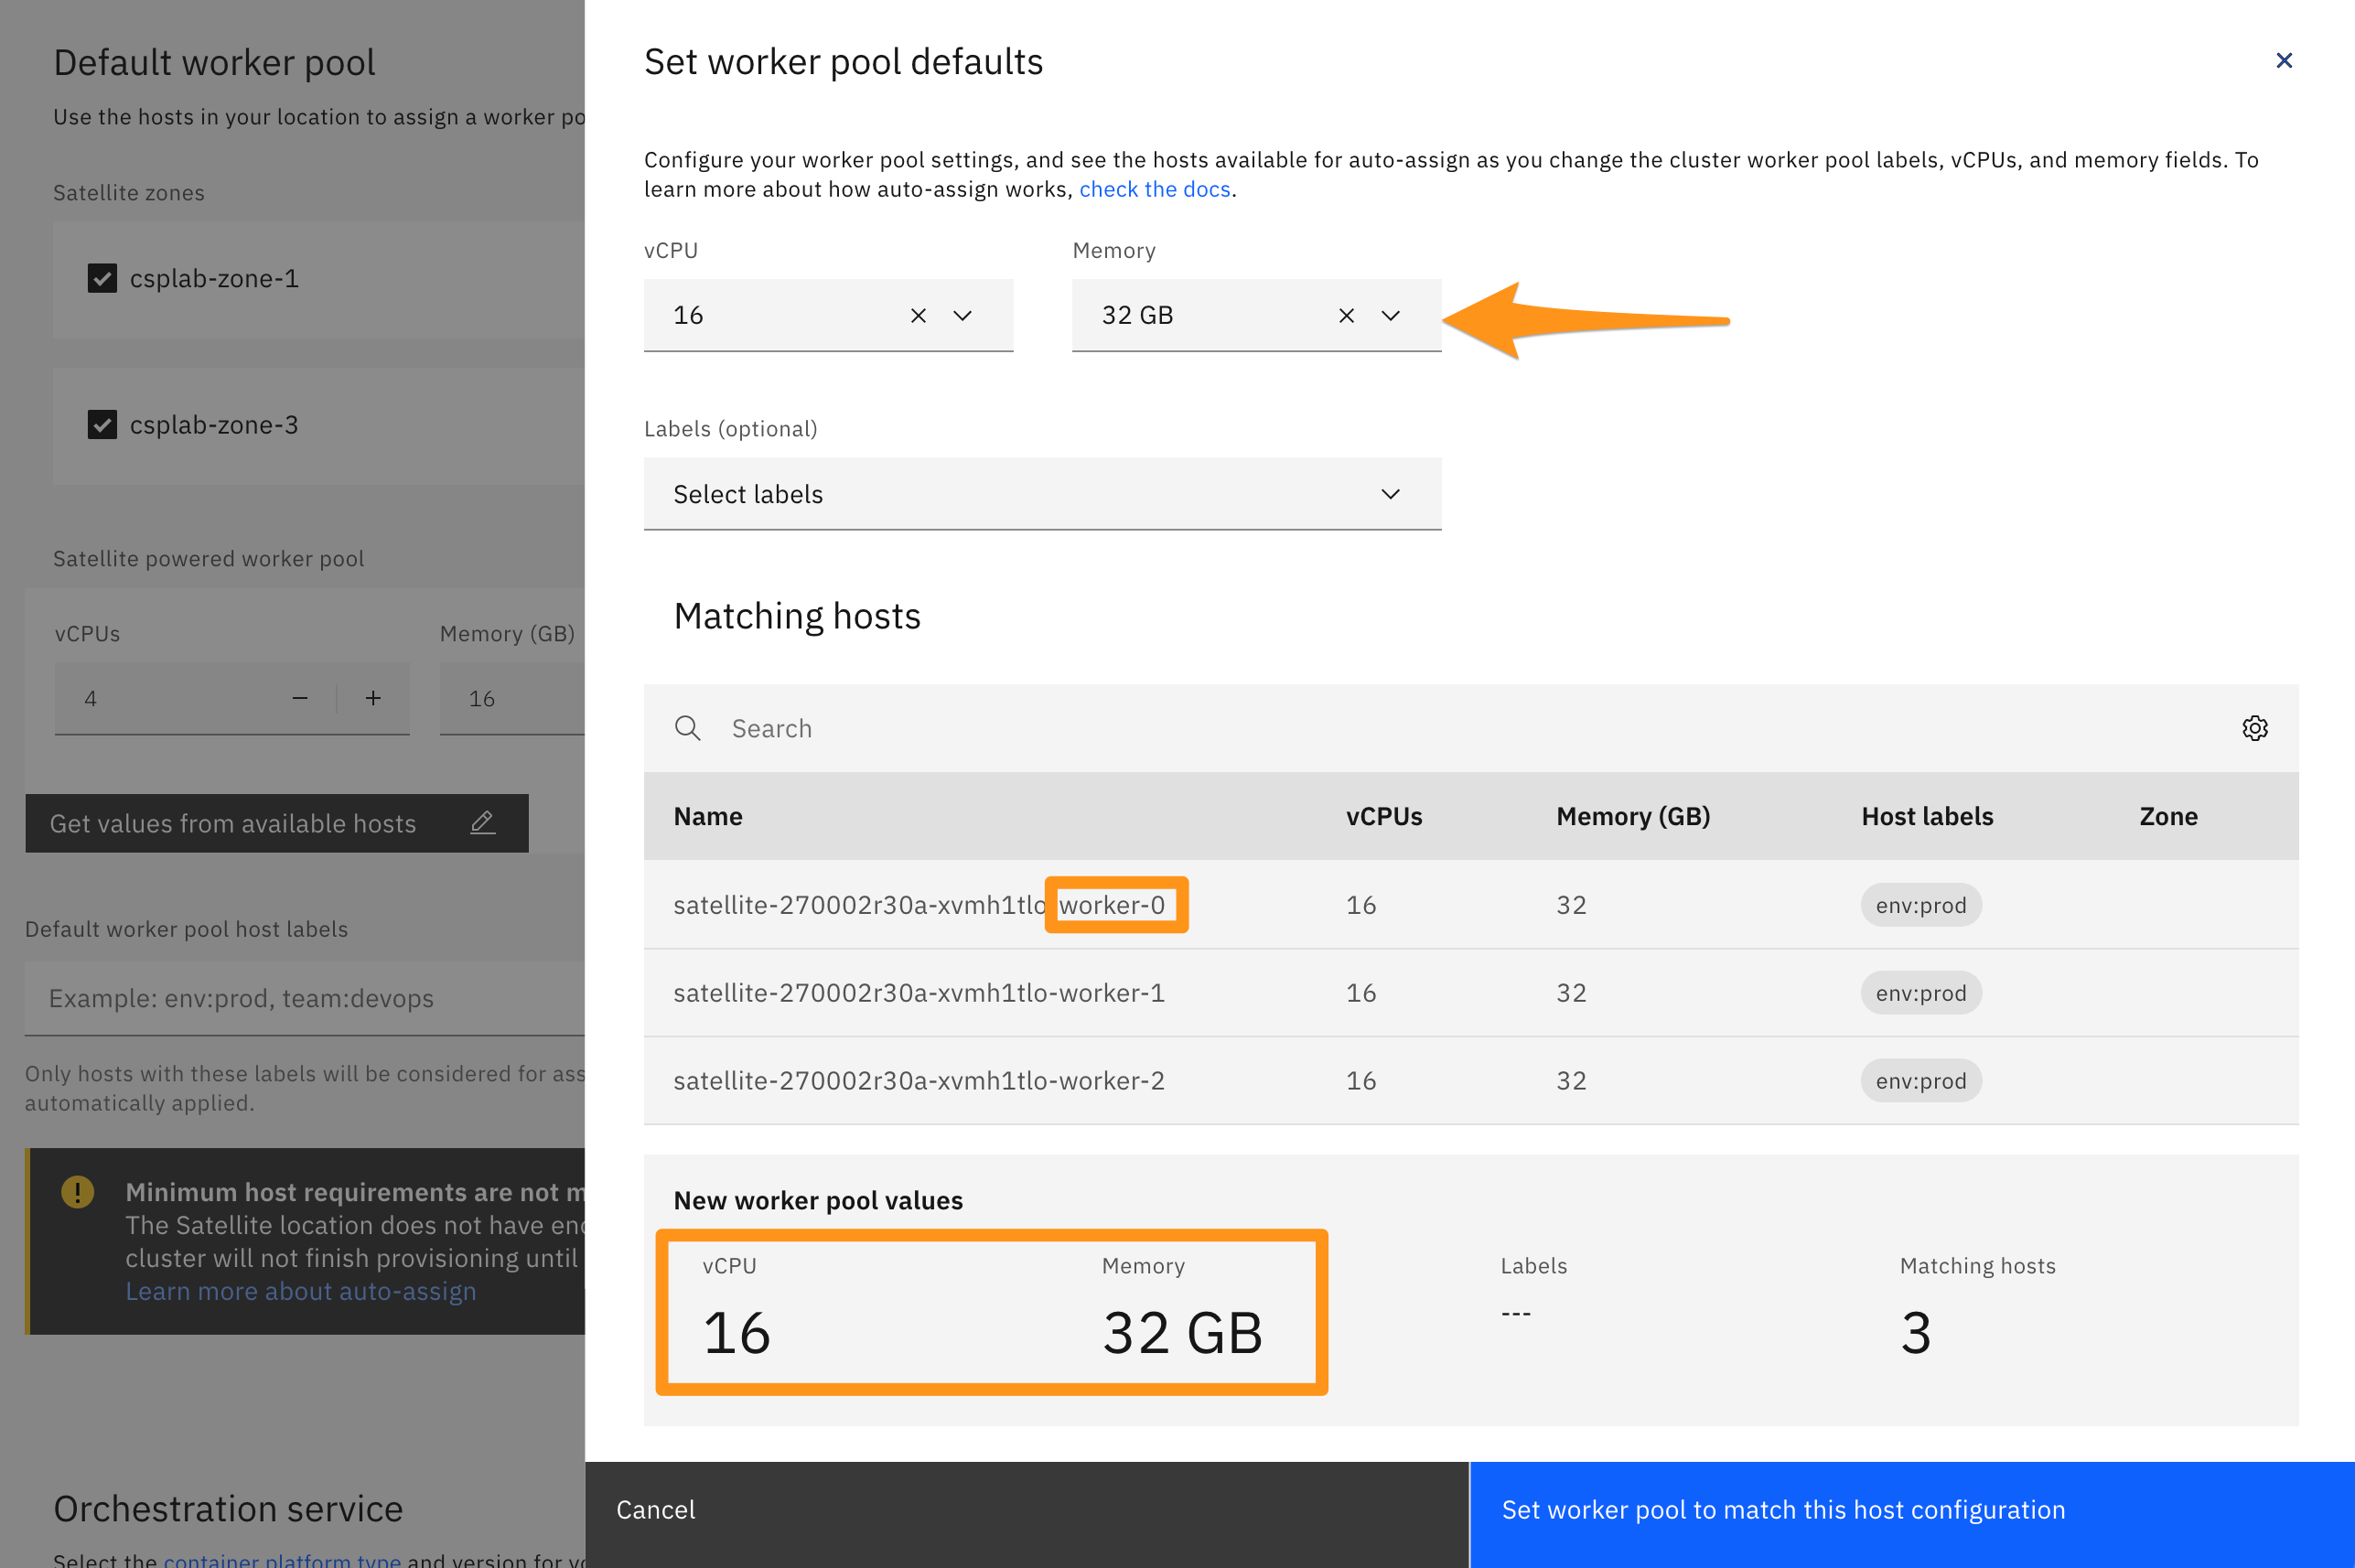 Default worker pool
Use the hosts in your location to assign a worker po
Satellite zones
csplab-zone-1
csplab-zone-3
Satellite powered worker pool
vCPUs
Memory (GB)
4
16
Get values from available hosts
Default worker pool host labels
Example: env:prod, team:devops
Only hosts with these labels will be considered for ass
automatically applied.
Minimum host requirements are not m
The Satellite location does not have enc
cluster will not finish provisioning until
Learn more about auto-assign
Orchestration service
Select the container platform type and version for yo
Set worker pool defaults
Configure your worker pool settings, and see the hosts available for auto-assign as you change the cluster worker pool labels, vCPUs, and memory fields. To
learn more about how auto-assign works, check the docs.
vCPU
Memory
16
32 GB
Labels (optional)
Select labels
Matching hosts
Search
Name vCPUs Memory (GB) Host labels Zone
satellite-270002r30a-xvmh1tlo-worker-0 16 32 env:prod
satellite-270002r30a-xvmh1tlo-worker-1 16 32 env:prod
satellite-270002r30a-xvmh1tlo-worker-2 16 32 env:prod
New worker pool values
vCPU Memory Labels Matching hosts
16 32 GB --- 3
Cancel
Set worker pool to match this host configuration